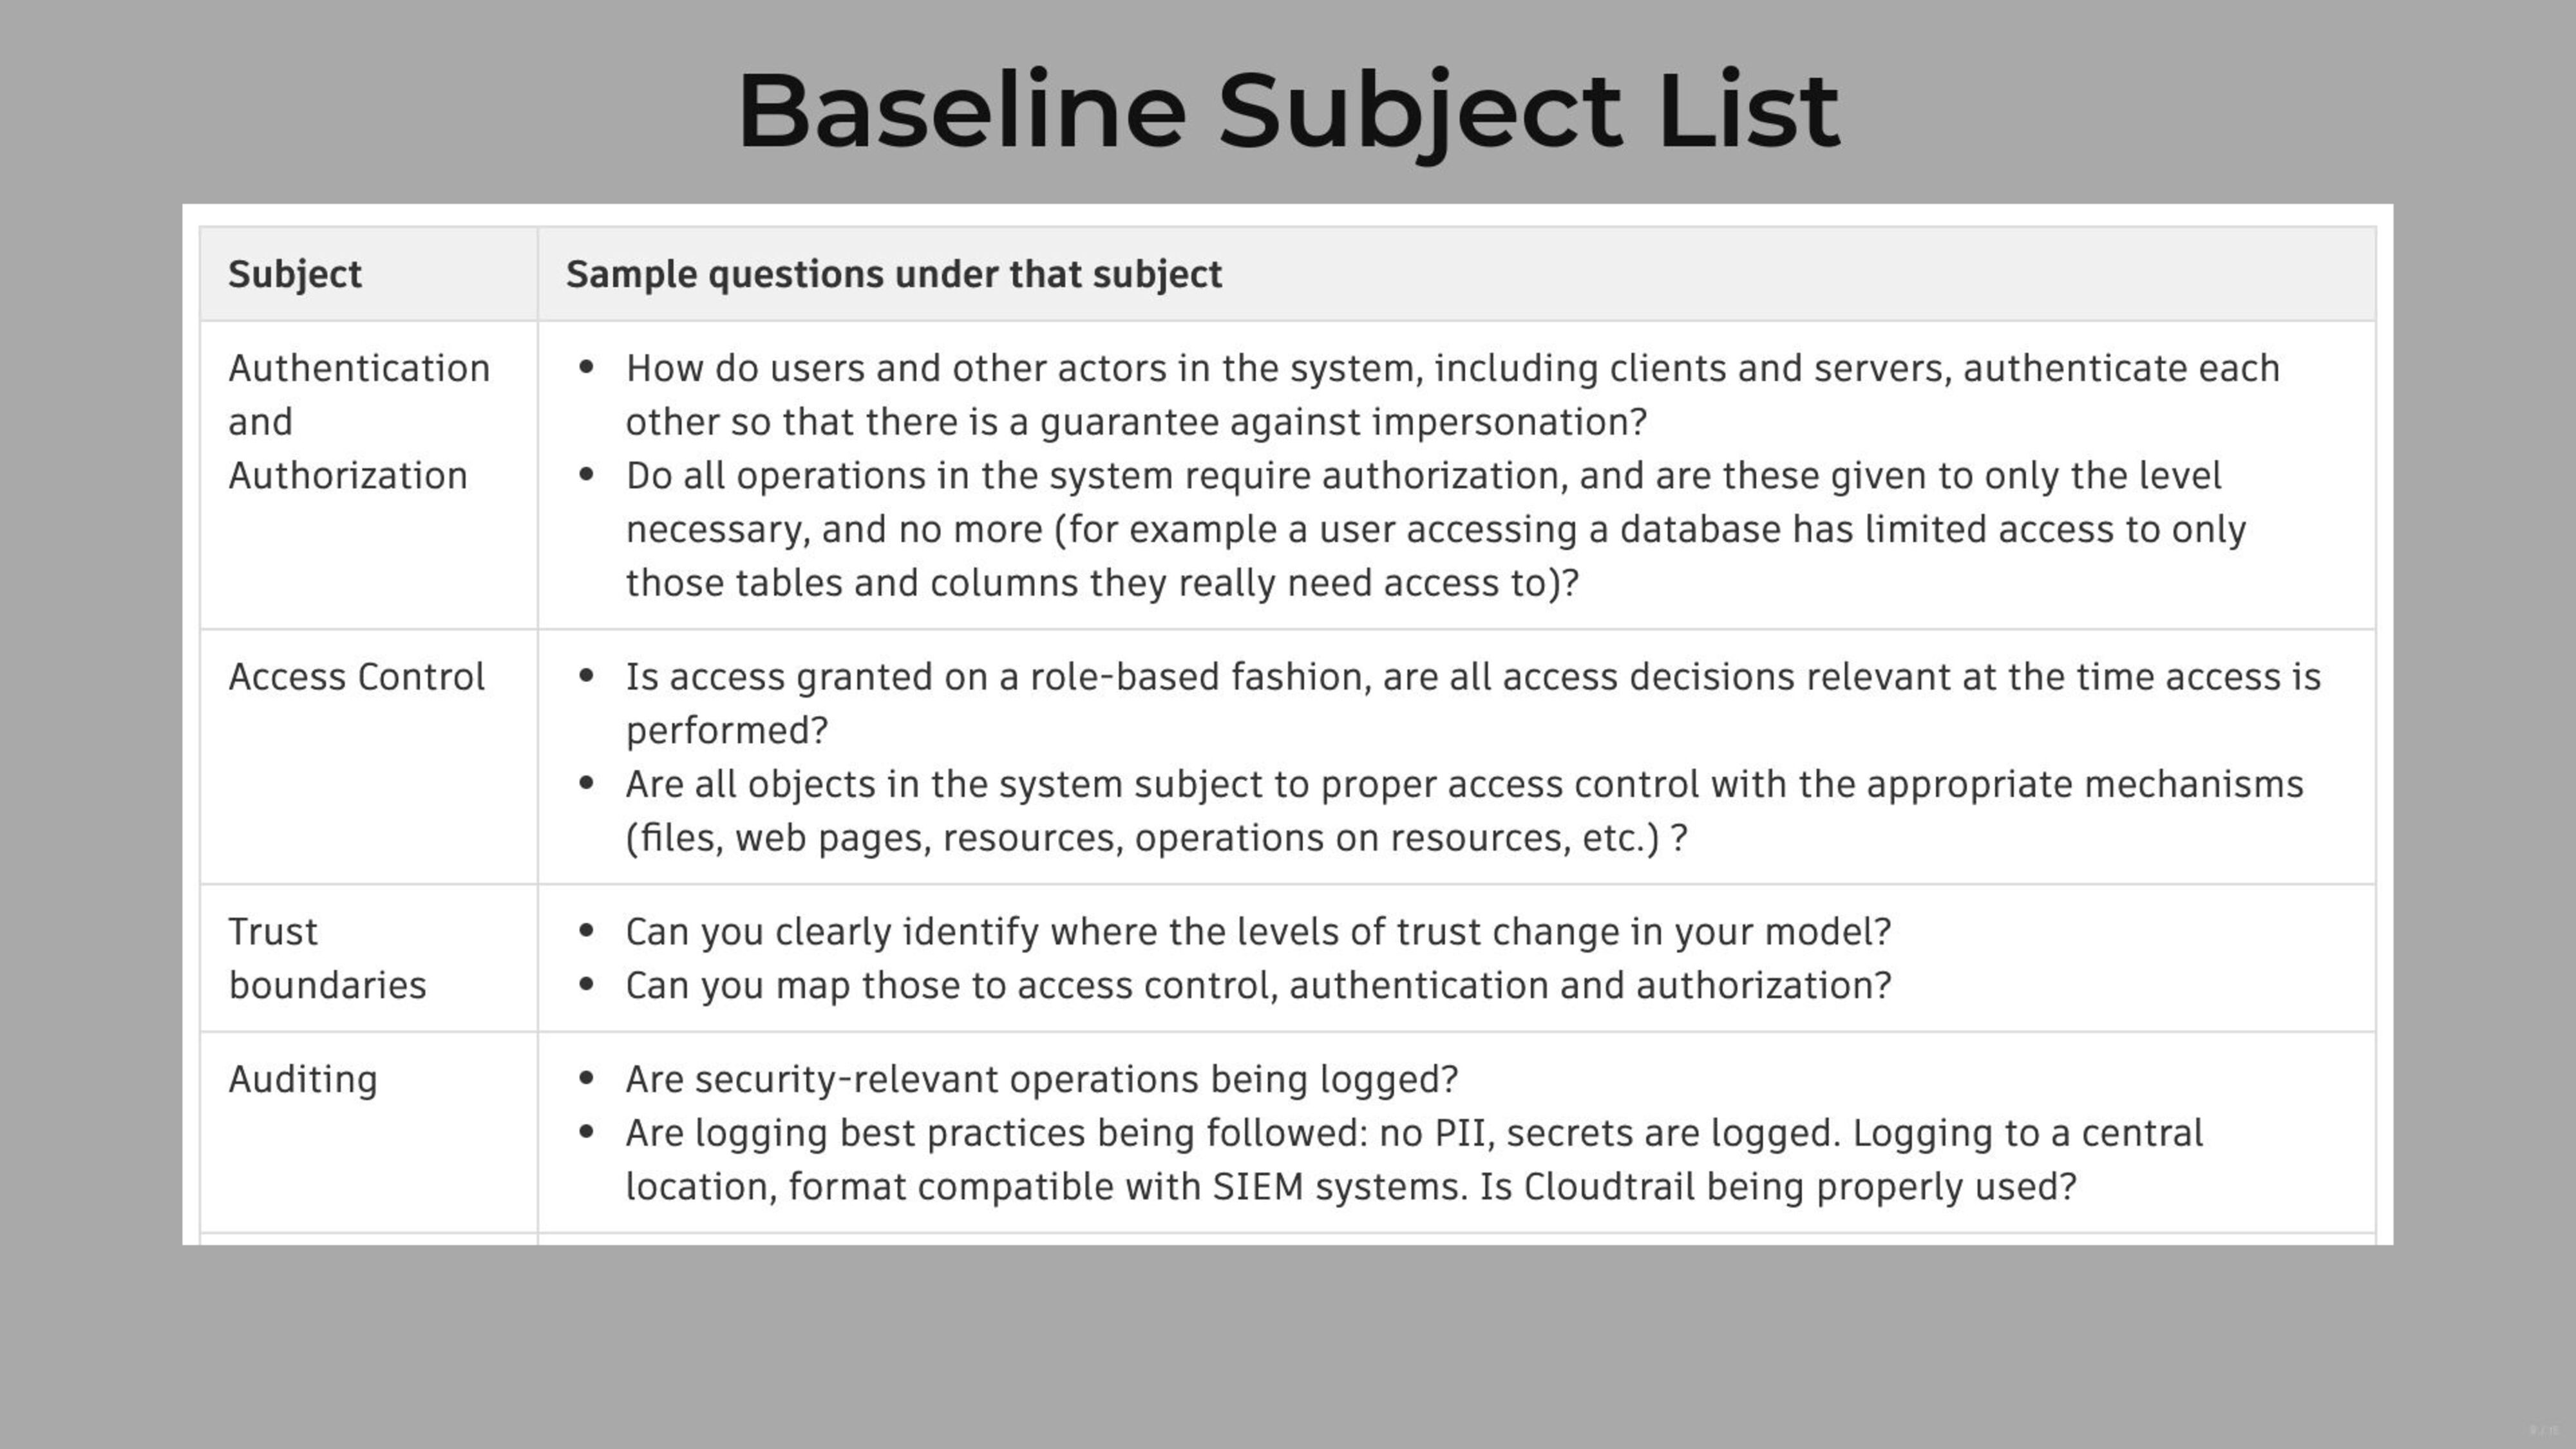 Baseline Subject List
Subject
Sample questions under that subject
Authentication
and
Authorization
• How do users and other actors in the system, including clients and servers, authenticate each
other so that there is a guarantee against impersonation?
• Do all operations in the system require authorization, and are these given to only the level
necessary, and no more (for example a user accessing a database has limited access to only
those tables and columns they really need access to)?
Access Control
• Is access granted on a role-based fashion, are all access decisions relevant at the time access is
performed?
• Are all objects in the system subject to proper access control with the appropriate mechanisms
(files, web pages, resources, operations on resources, etc.) ?
Trust
boundaries
• Can you clearly identify where the levels of trust change in your model?
• Can you map those to access control, authentication and authorization?
Auditing
• Are security-relevant operations being logged?
• Are logging best practices being followed: no PII, secrets are logged. Logging to a central
location, format compatible with SIEM systems. Is Cloudtrail being properly used?